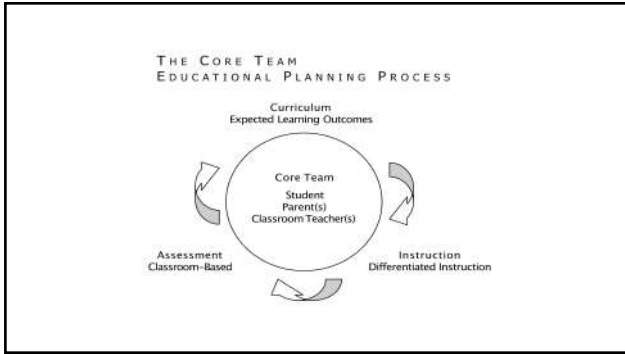 THE CORE TEAM
EDUCATIONAL PLANNING PROCESS
Curriculum
Expected Learning Outcomes
Core Team
Student
Parent(s)
Classroom Teacher(s)
Assessment
Classroom-Based
Instruction
Differentiated Instruction